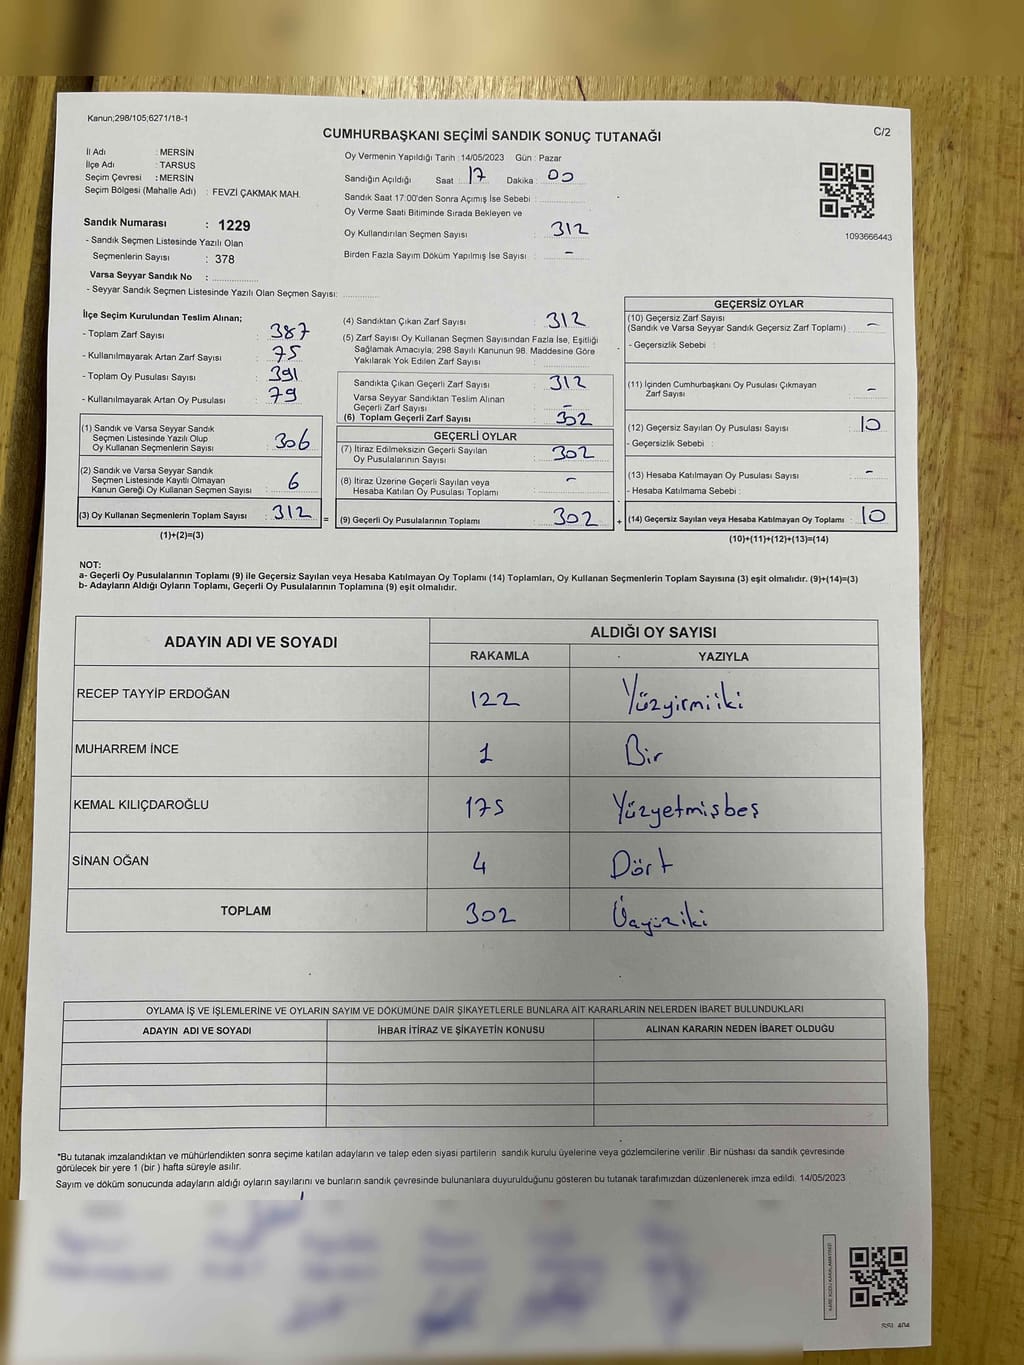 Kanun;298/105;6271/18-1
CUMHURBAŞKANI SEÇİMİ SANDIK SONUÇ TUTANAĞI
C/2
İl Adı : MERSİN
İlçe Adı : TARSUS
Seçim Çevresi : MERSİN
Seçim Bölgesi (Mahalle Adı) : FEVZİ ÇAKMAK MAH.
Sandık Numarası : 1229
- Sandık Seçmen Listesinde Yazılı Olan
Seçmenlerin Sayısı : 378
Varsa Seyyar Sandık No :
- Seyyar Sandık Seçmen Listesinde Yazılı Olan Seçmen Sayısı:
Oy Vermenin Yapıldığı Tarih : 14/05/2023 Gün : Pazar
Sandığın Açıldığı Saat : 17 Dakika : 00
Sandık Saat 17:00'den Sonra Açımış İse Sebebi :
Oy Verme Saati Bitiminde Sırada Bekleyen ve
Oy Kullandırılan Seçmen Sayısı : 312
Birden Fazla Sayım Döküm Yapılmış İse Sayısı : -
1093666443
İlçe Seçim Kurulundan Teslim Alınan;
- Toplam Zarf Sayısı : 387
- Kullanılmayarak Artan Zarf Sayısı : 75
- Toplam Oy Pusulası Sayısı : 391
- Kullanılmayarak Artan Oy Pusulası : 79
(1) Sandık ve Varsa Seyyar Sandık
Seçmen Listesinde Yazılı Olup
Oy Kullanan Seçmenlerin Sayısı : 306
(2) Sandık ve Varsa Seyyar Sandık
Seçmen Listesinde Kayıtlı Olmayan
Kanun Gereği Oy Kullanan Seçmen Sayısı : 6
(3) Oy Kullanan Seçmenlerin Toplam Sayısı : 312 =
(1)+(2)=(3)
(4) Sandıktan Çıkan Zarf Sayısı : 312
(5) Zarf Sayısı Oy Kullanan Seçmen Sayısından Fazla İse, Eşitliği
Sağlamak Amacıyla, 298 Sayılı Kanunun 98. Maddesine Göre
Yakılarak Yok Edilen Zarf Sayısı :
Sandıkta Çıkan Geçerli Zarf Sayısı : 312
Varsa Seyyar Sandıktan Teslim Alınan
Geçerli Zarf Sayısı : -
(6) Toplam Geçerli Zarf Sayısı : 302
GEÇERLİ OYLAR
(7) İtiraz Edilmeksizin Geçerli Sayılan
Oy Pusulalarının Sayısı : 302
(8) İtiraz Üzerine Geçerli Sayılan veya
Hesaba Katılan Oy Pusulası Toplamı : -
(9) Geçerli Oy Pusulalarının Toplamı : 302 +
GEÇERSİZ OYLAR
(10) Geçersiz Zarf Sayısı
(Sandık ve Varsa Seyyar Sandık Geçersiz Zarf Toplamı) : -
- Geçersizlik Sebebi :
(11) İçinden Cumhurbaşkanı Oy Pusulası Çıkmayan
Zarf Sayısı : -
(12) Geçersiz Sayılan Oy Pusulası Sayısı : 10
- Geçersizlik Sebebi :
(13) Hesaba Katılmayan Oy Pusulası Sayısı : -
- Hesaba Katılmama Sebebi :
(14) Geçersiz Sayılan veya Hesaba Katılmayan Oy Toplamı : 10
(10)+(11)+(12)+(13)=(14)
NOT:
a- Geçerli Oy Pusulalarının Toplamı (9) ile Geçersiz Sayılan veya Hesaba Katılmayan Oy Toplamı (14) Toplamları, Oy Kullanan Seçmenlerin Toplam Sayısına (3) eşit olmalıdır. (9)+(14)=(3)
b- Adayların Aldığı Oyların Toplamı, Geçerli Oy Pusulalarının Toplamına (9) eşit olmalıdır.
ADAYIN ADI VE SOYADI ALDIĞI OY SAYISI
RAKAMLA YAZIYLA
RECEP TAYYİP ERDOĞAN 122 Yüzyirmiiki
MUHARREM İNCE 1 Bir
KEMAL KILIÇDAROĞLU 175 Yüzyetmişbeş
SİNAN OĞAN 4 Dört
TOPLAM 302 Üçyüziki
OYLAMA İŞ VE İŞLEMLERİNE VE OYLARIN SAYIM VE DÖKÜMÜNE DAİR ŞİKAYETLERLE BUNLARA AİT KARARLARIN NELERDEN İBARET BULUNDUKLARI
ADAYIN ADI VE SOYADI İHBAR İTİRAZ VE ŞİKAYETİN KONUSU ALINAN KARARIN NEDEN İBARET OLDUĞU
*Bu tutanak imzalandıktan ve mühürlendikten sonra seçime katılan adayların ve talep eden siyasi partilerin sandık kurulu üyelerine veya gözlemcilerine verilir .Bir nüshası da sandık çevresinde
görülecek bir yere 1 (bir ) hafta süreyle asılır.
Sayım ve döküm sonucunda adayların aldığı oyların sayılarını ve bunların sandık çevresinde bulunanlara duyurulduğunu gösteren bu tutanak tarafımızdan düzenlenerek imza edildi. 14/05/2023